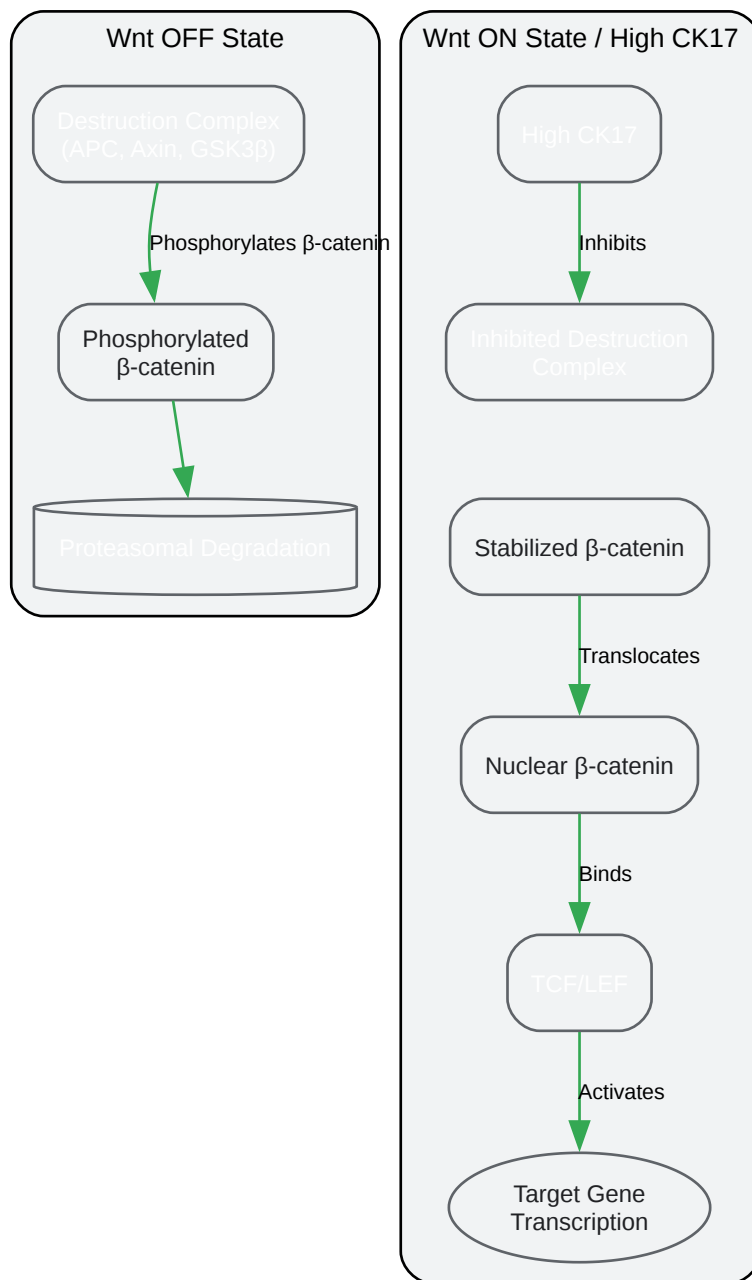 Wnt OFF State
Destruction Complex
(APC, Axin, GSK3β)
Phosphorylates β-catenin
Phosphorylated
β-catenin
Proteasomal Degradation
Wnt ON State / High CK17
High CK17
Inhibits
Inhibited Destruction
Complex
Stabilized β-catenin
Translocates
Nuclear β-catenin
Binds
TCF/LEF
Activates
Target Gene
Transcription